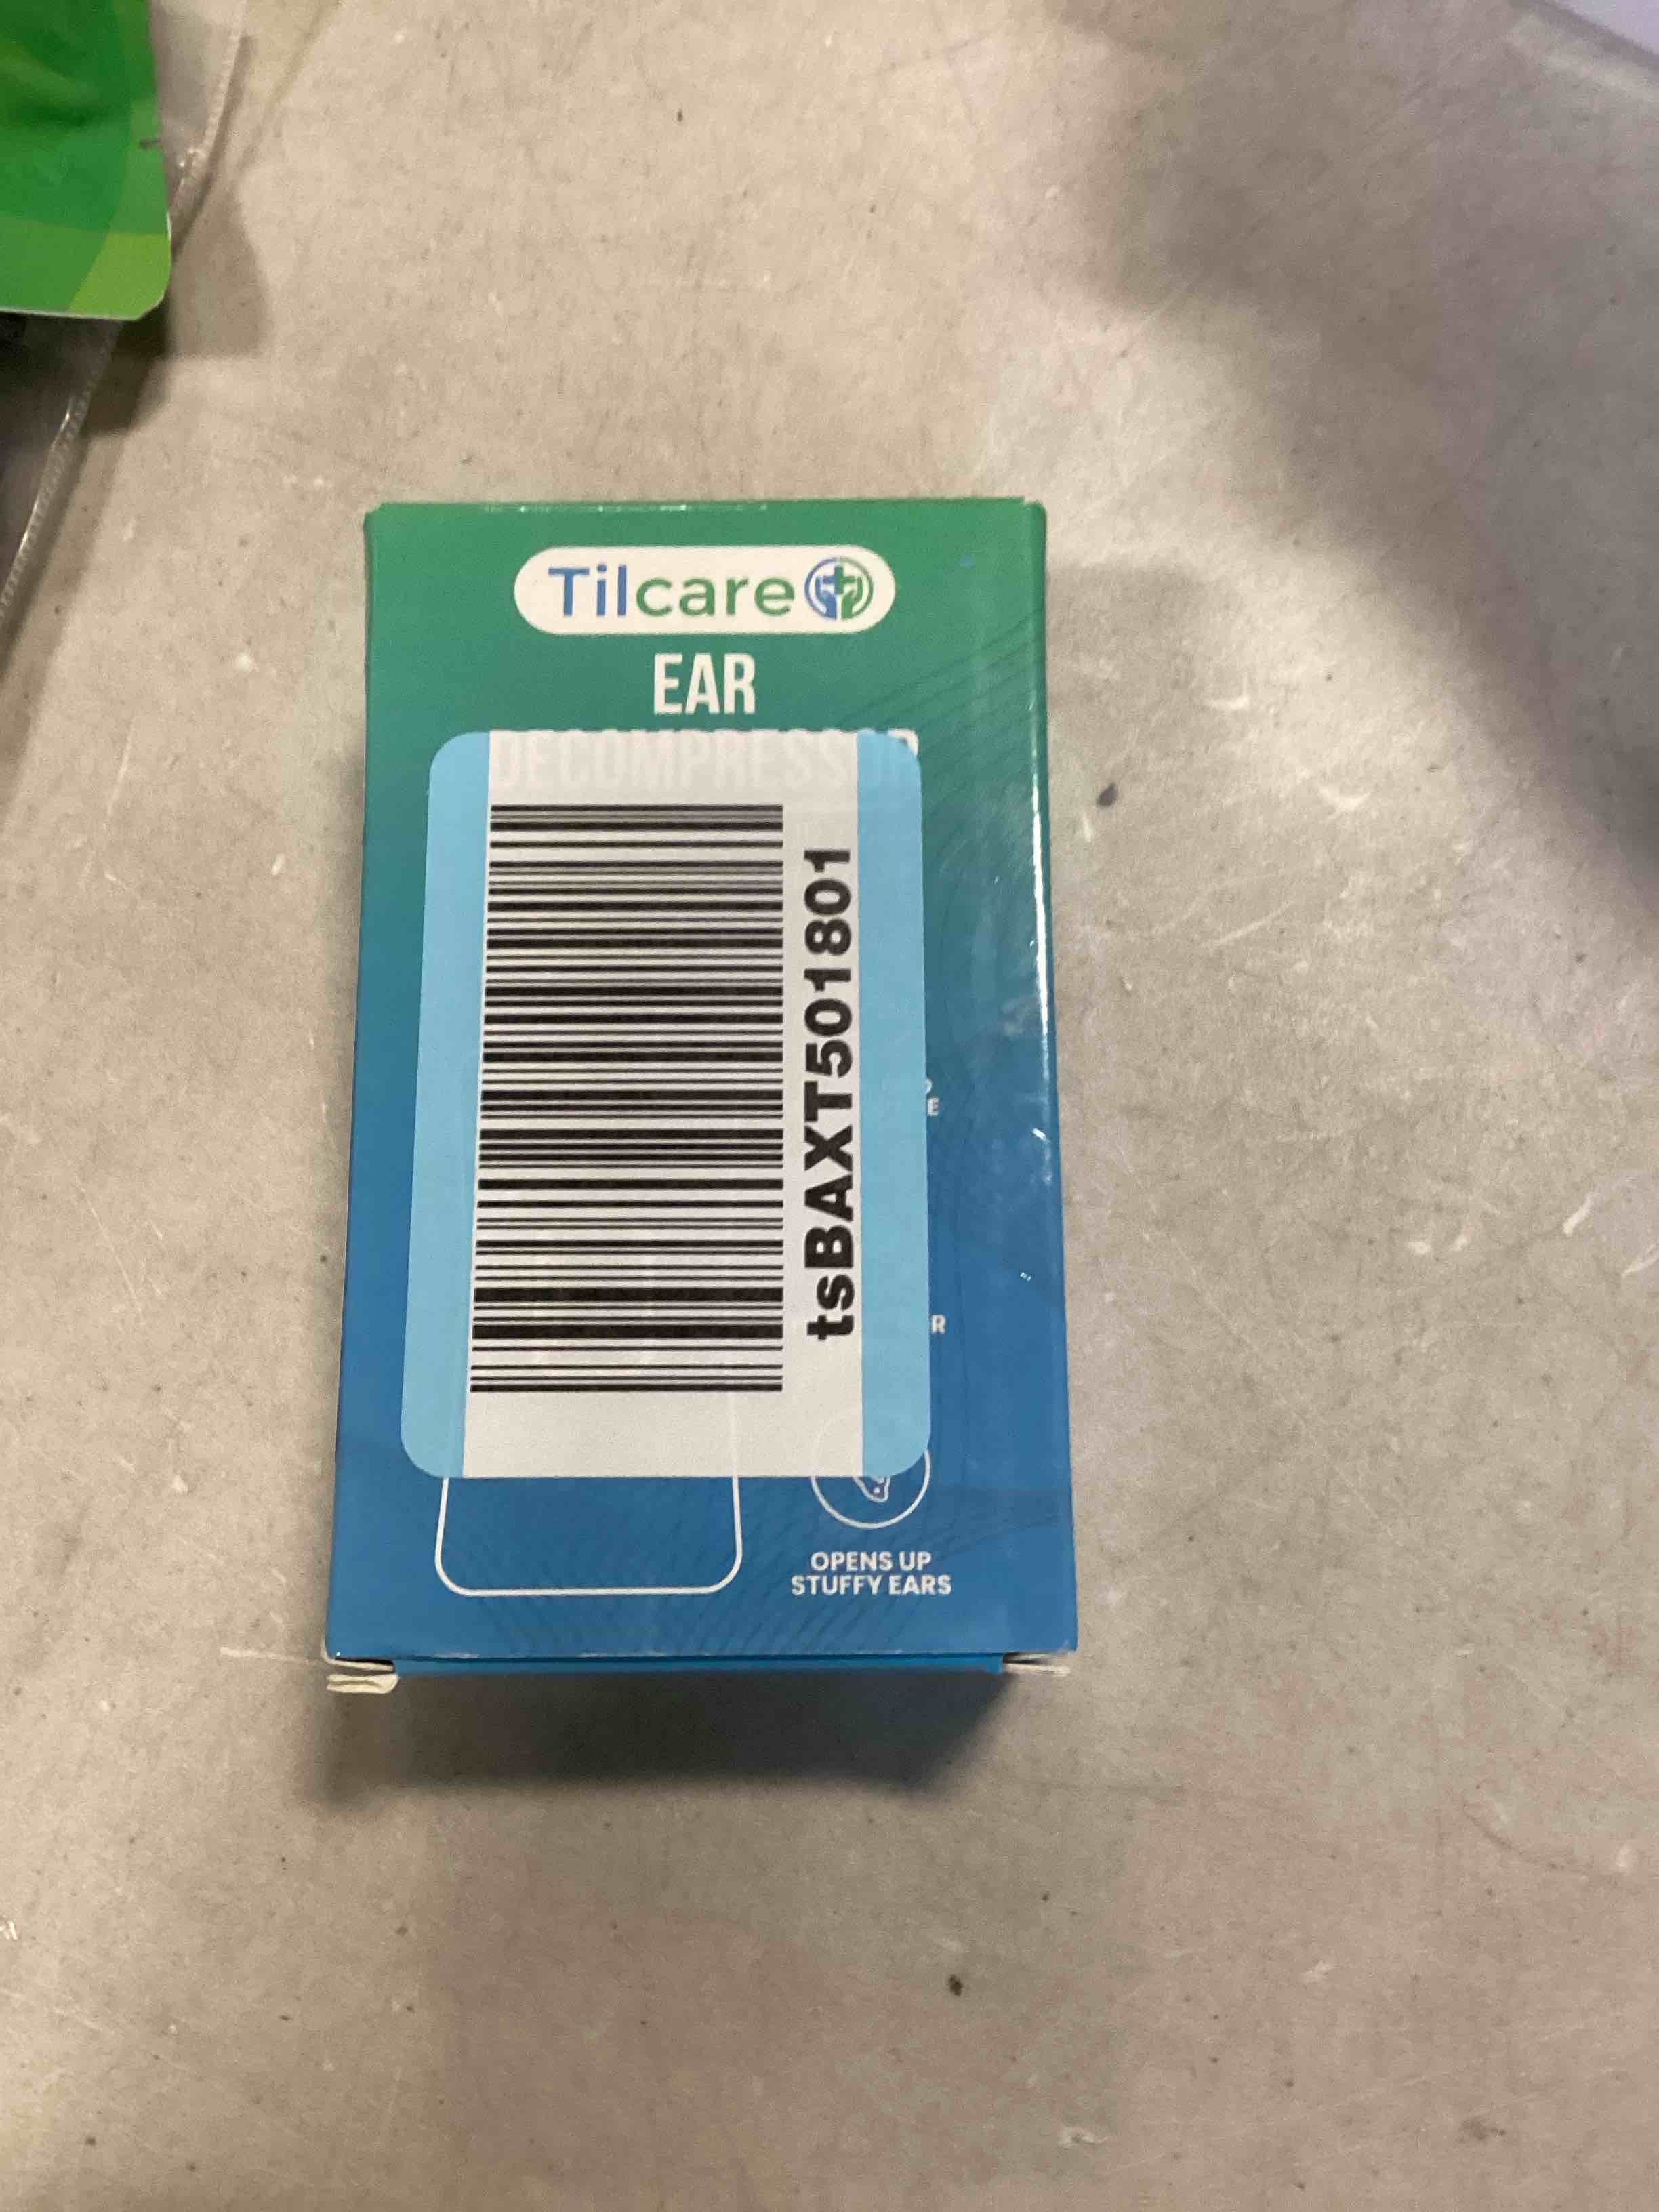 Tilcare
EAR
DECOMPRESSOR
tsBAXT501801
E
R
OPENS UP
STUFFY EARS